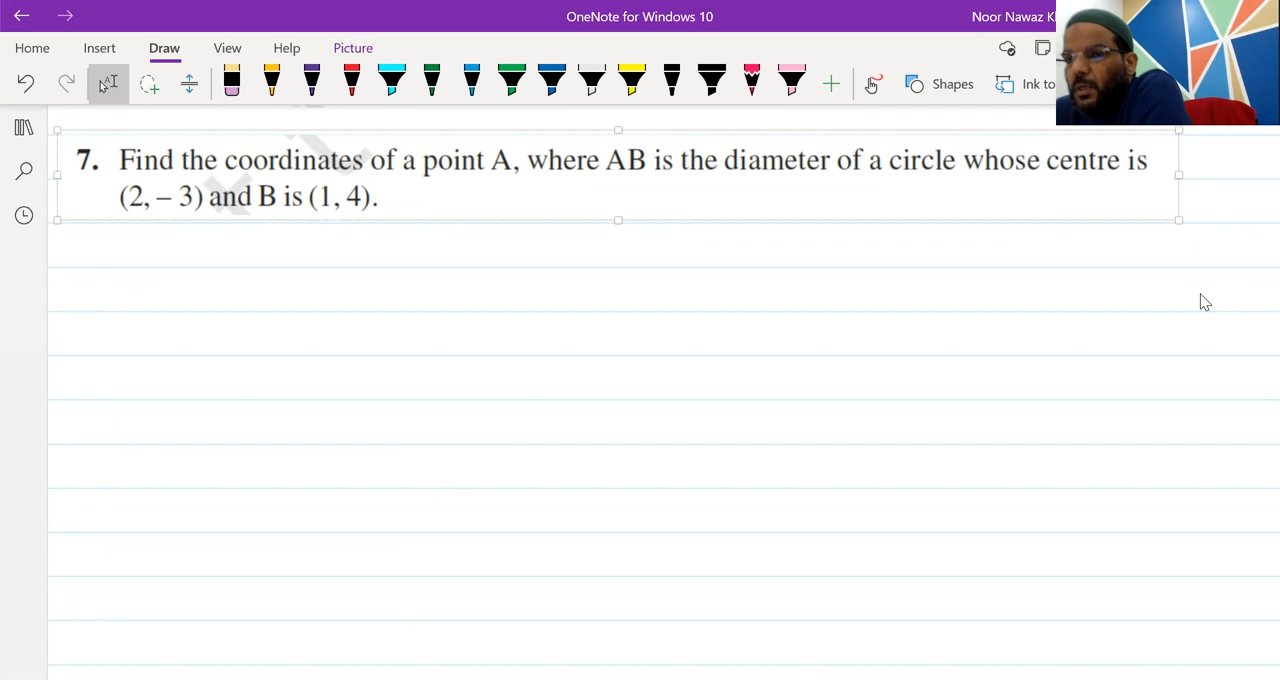 OneNote for Windows 10
Noor Nawaz K
Home Insert Draw View Help Picture
Shapes
Ink to
7. Find the coordinates of a point A, where AB is the diameter of a circle whose centre is
(2, – 3) and B is (1, 4).